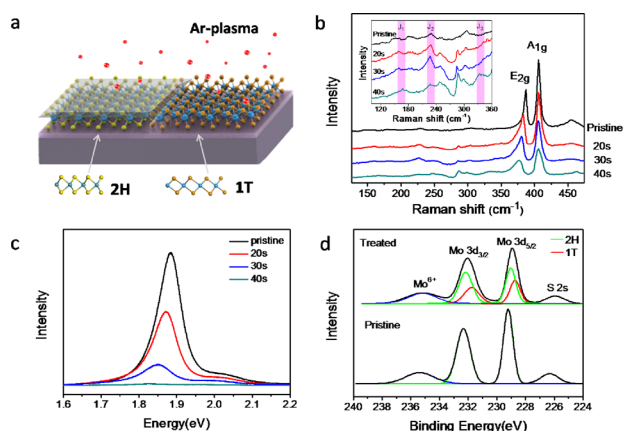 a
Ar-plasma
2H
1T
b
Intensity
Pristine
20s
30s
40s
J₁
J₂
J₃
120
180
240
300
360
Raman shift (cm⁻¹)
Intensity
E2g
A1g
Pristine
20s
30s
40s
150
200
250
300
350
400
450
Raman shift (cm⁻¹)
c
pristine
20s
30s
40s
Intensity
1.6
1.7
1.8
1.9
2.0
2.1
2.2
Energy(eV)
d
Treated
Mo 3d3/2
Mo 3d5/2
2H
1T
Mo⁶⁺
S 2s
Pristine
Intensity
240
238
236
234
232
230
228
226
224
Binding Energy(eV)